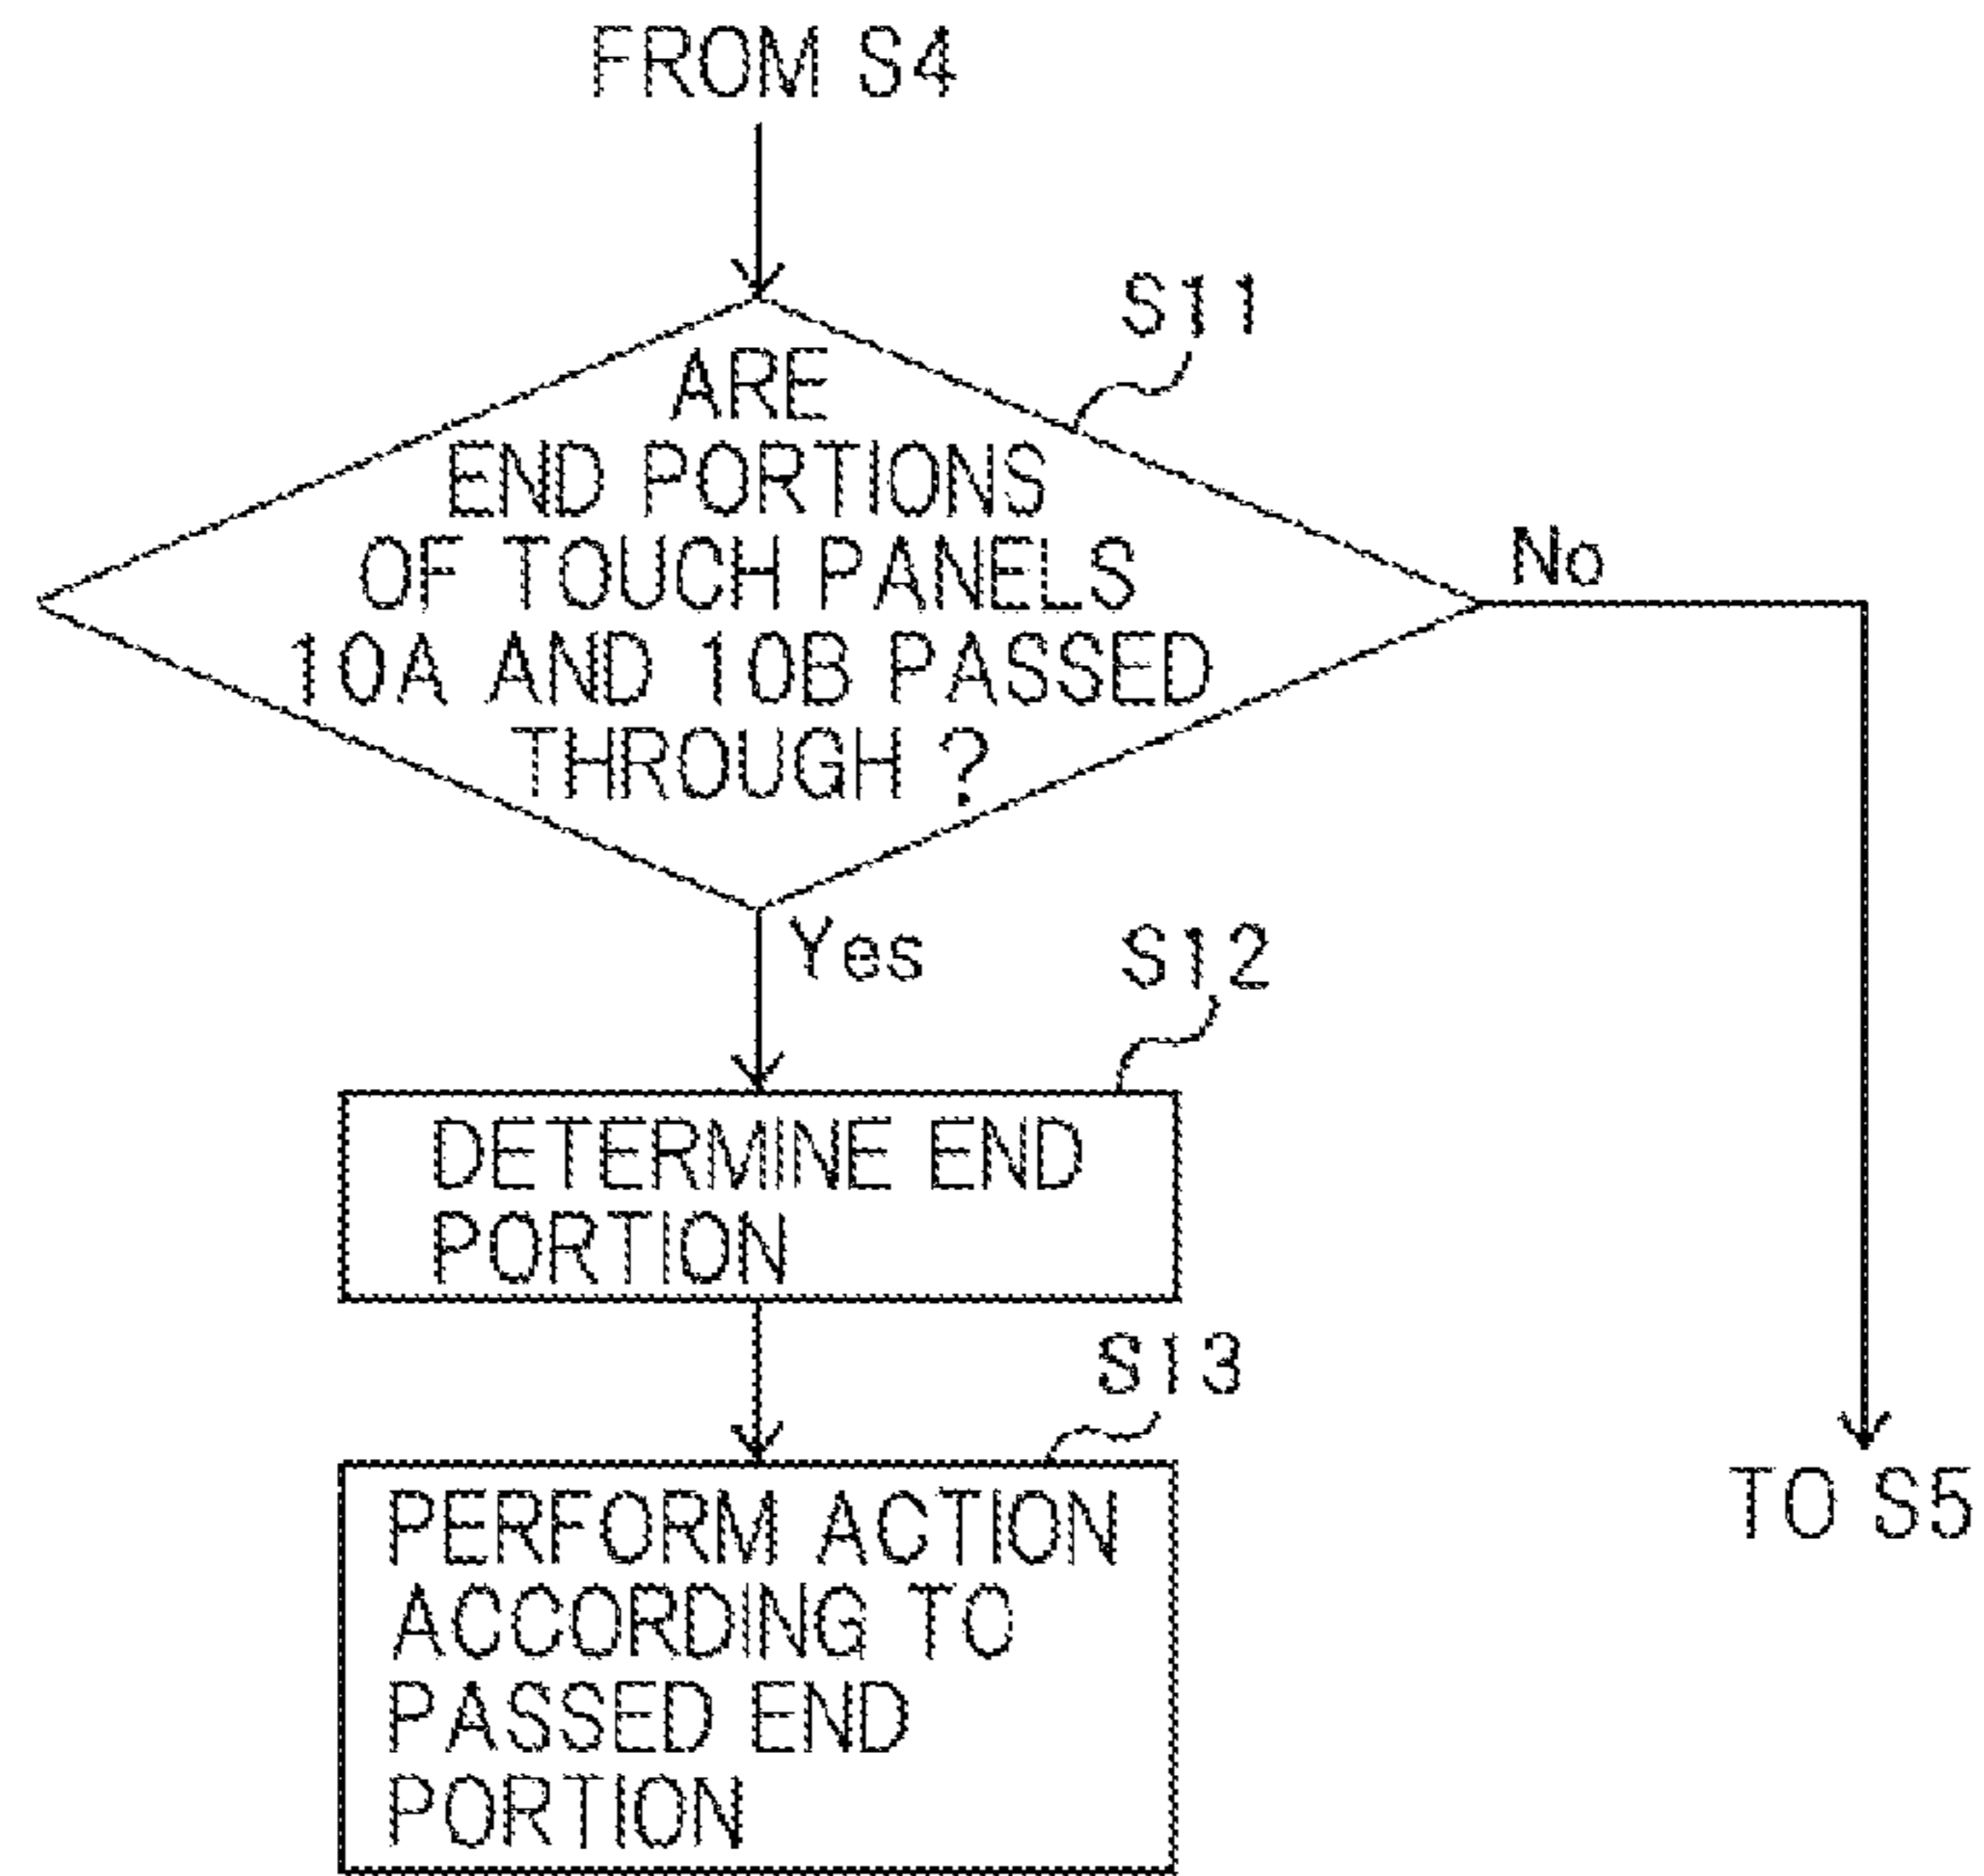 FROM S4
S11
ARE
END PORTIONS
OF TOUCH PANELS
10A AND 10B PASSED
THROUGH ?
No
Yes
S12
DETERMINE END
PORTION
S13
PERFORM ACTION
ACCORDING TO
PASSED END
PORTION
TO S5